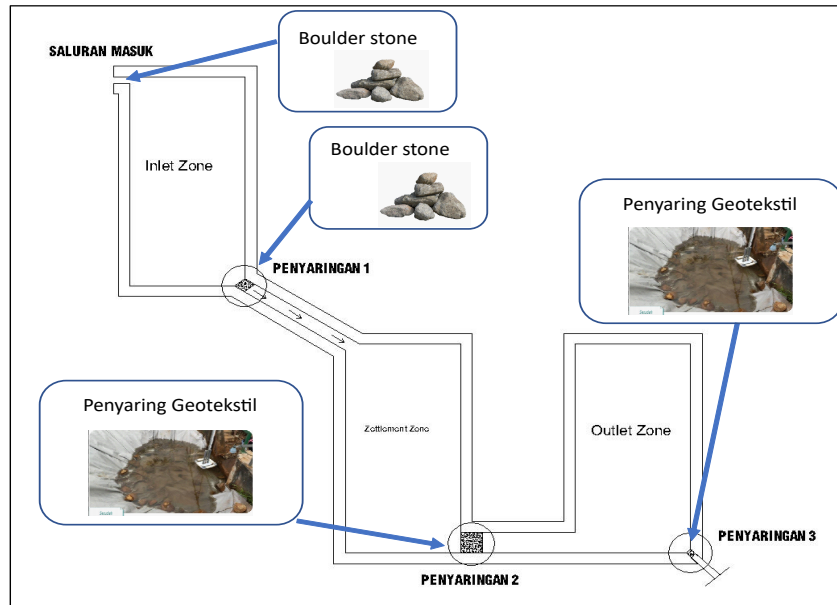 SALURAN MASUK
Boulder stone
Inlet Zone
Boulder stone
PENYARINGAN 1
Penyaring Geotekstil
Penyaring Geotekstil
Zettlement Zone
Outlet Zone
PENYARINGAN 3
PENYARINGAN 2